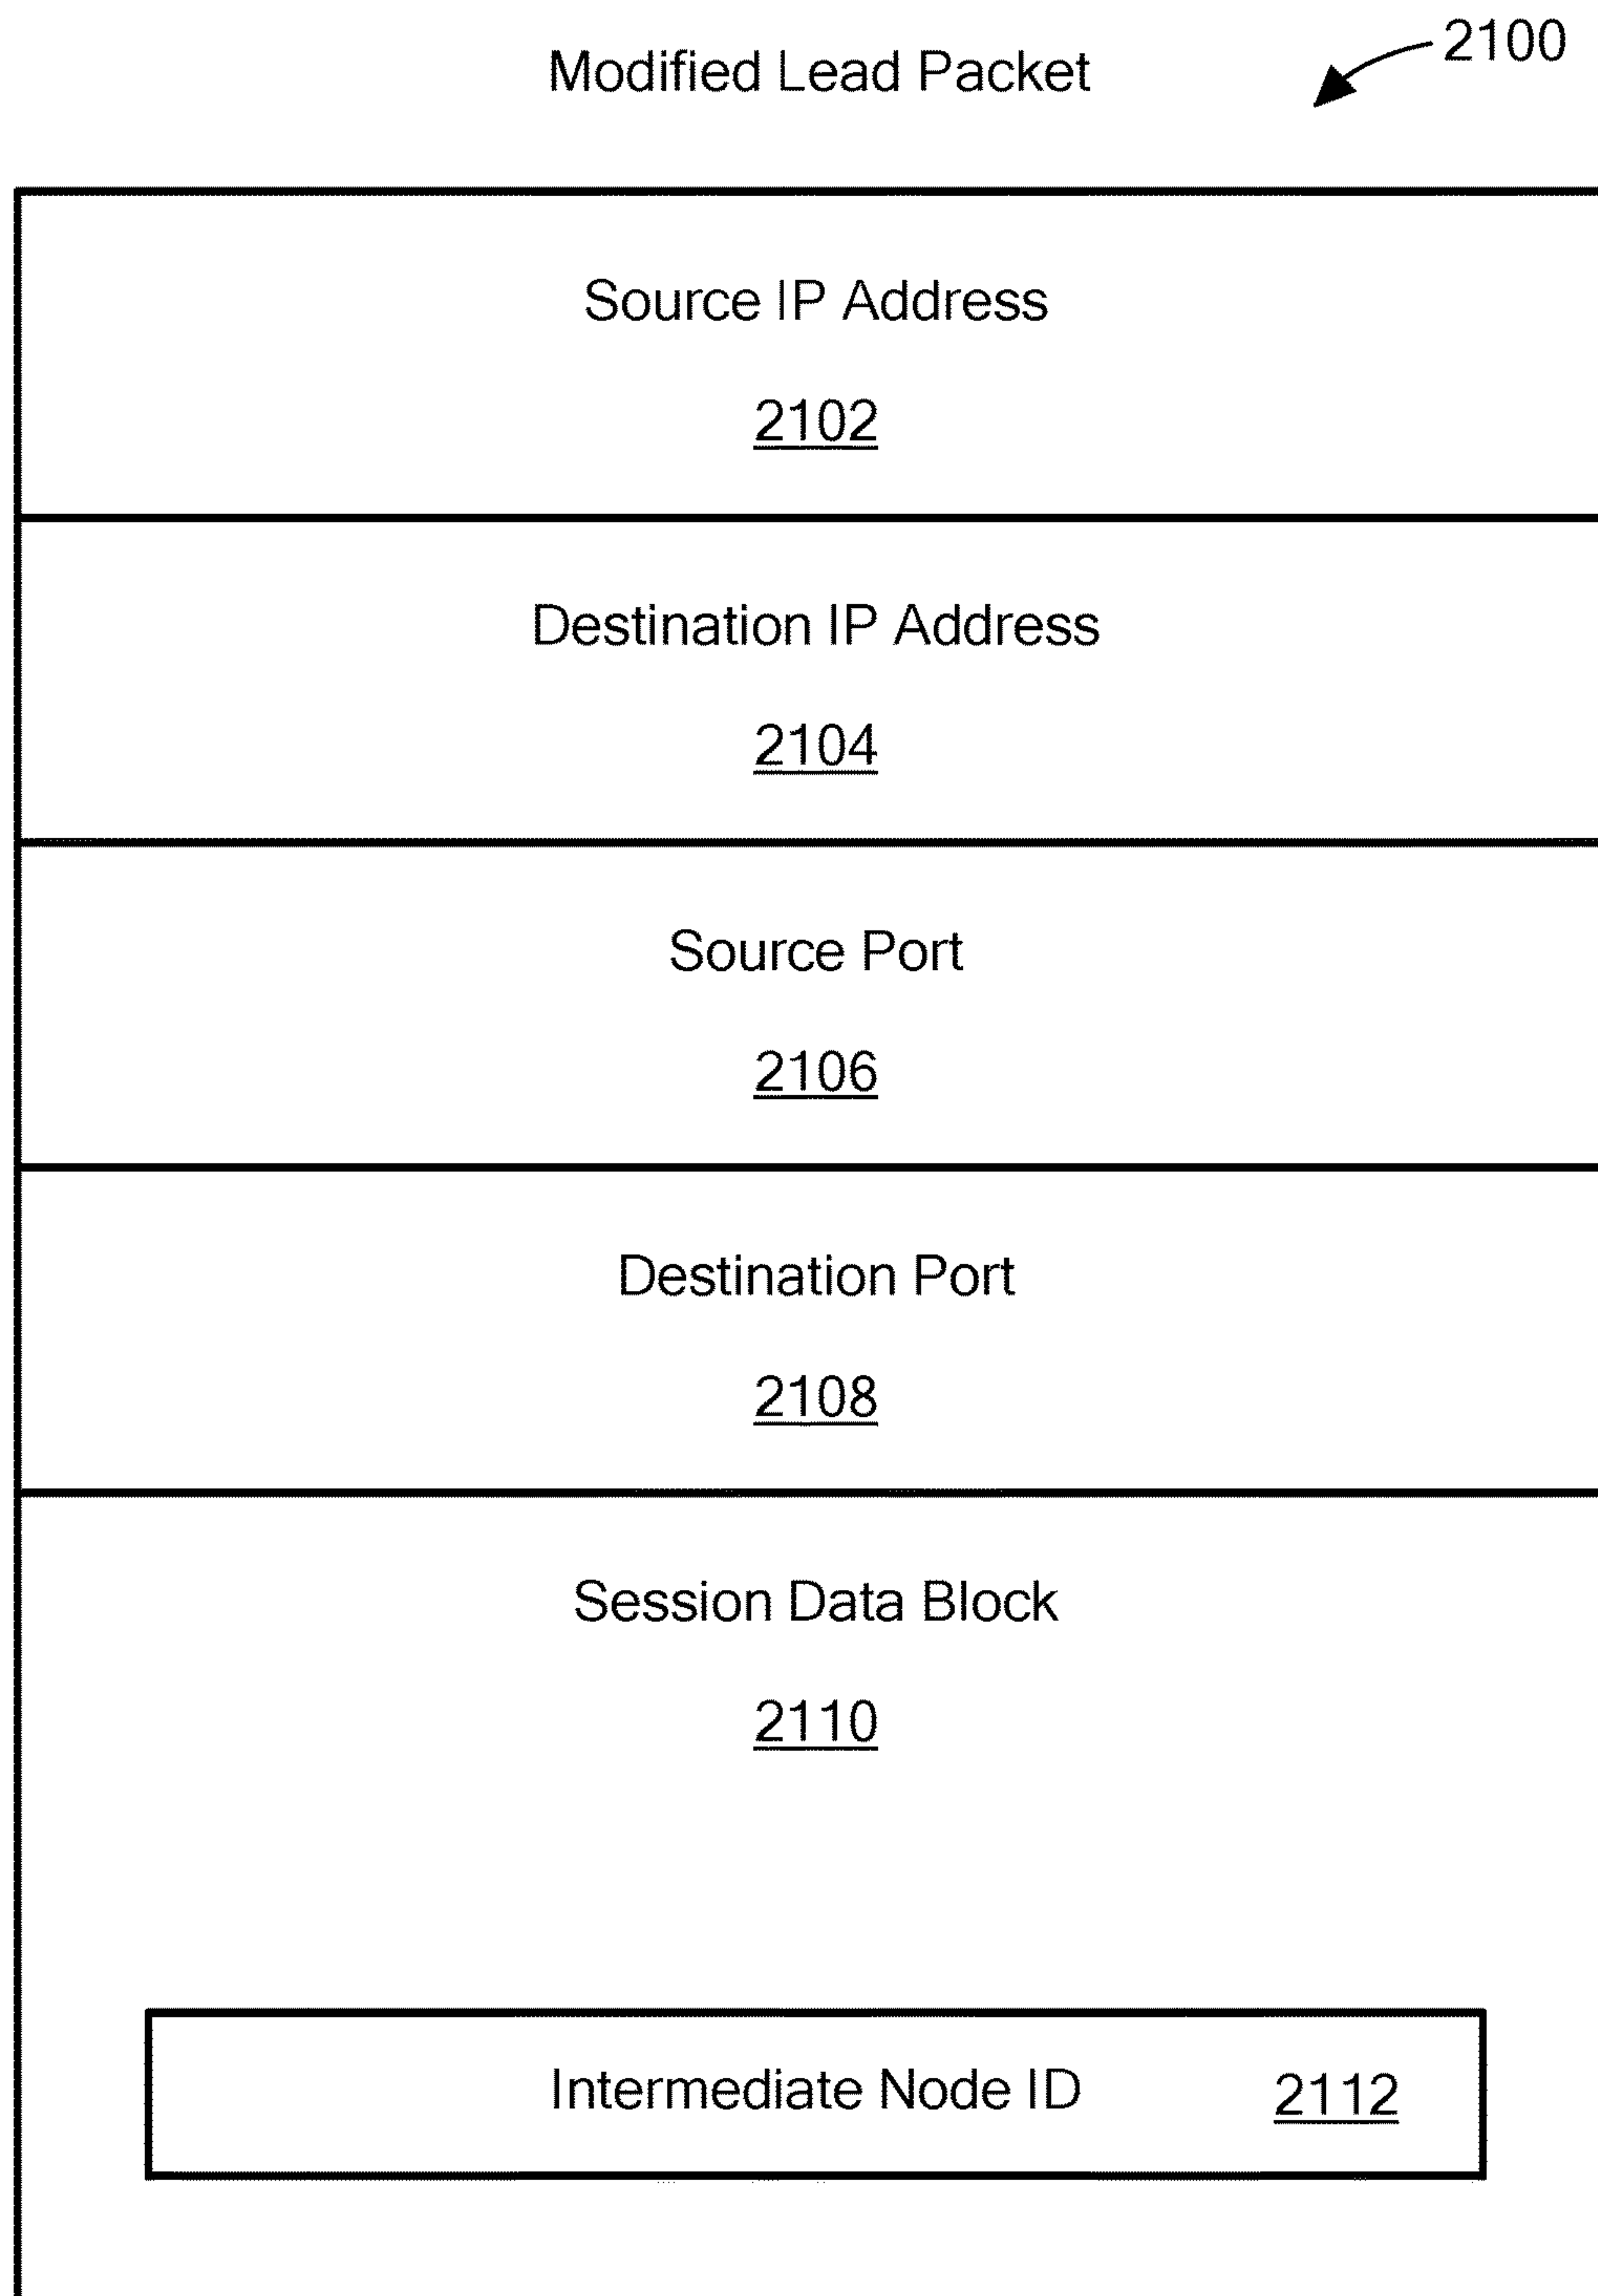 2100
Modified Lead Packet
Source IP Address
2102
Destination IP Address
2104
Source Port
2106
Destination Port
2108
Session Data Block
2110
Intermediate Node ID 2112